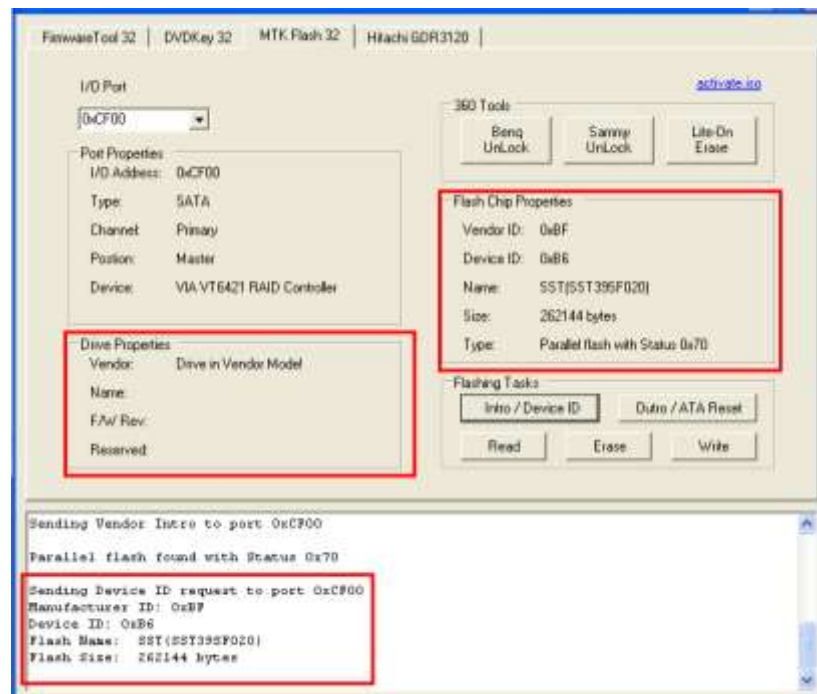 FirmwareTool 32
DVDKey 32
MTK Flash 32
Hitachi GDR3120
I/O Port
0xCF00
Port Properties
I/O Address: 0xCF00
Type: SATA
Channel: Primary
Postion: Master
Device: VIA VT6421 RAID Controller
Drive Properties
Vendor: Drive in Vendor Mode!
Name:
F/W Rev:
Reserved:
activate.iso
360 Tools
Benq UnLock
Sammy UnLock
Lite-On Erase
Flash Chip Properties
Vendor ID: 0xBF
Device ID: 0xB6
Name: SST(SST39SF020)
Size: 262144 bytes
Type: Parallel flash with Status 0x70
Flashing Tasks
Intro / Device ID
Outro / ATA Reset
Read
Erase
Write
Sending Vendor Intro to port 0xCF00
Parallel flash found with Status 0x70
Sending Device ID request to port 0xCF00
Manufacturer ID: 0xBF
Device ID: 0xB6
Flash Name: SST(SST39SF020)
Flash Size: 262144 bytes